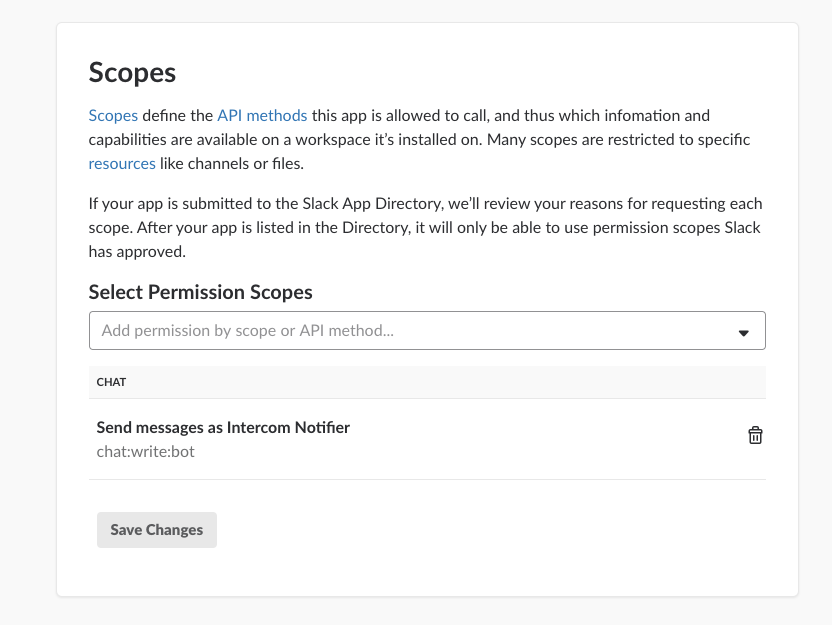 Scopes
Scopes define the API methods this app is allowed to call, and thus which infomation and
capabilities are available on a workspace it’s installed on. Many scopes are restricted to specific
resources like channels or files.
If your app is submitted to the Slack App Directory, we’ll review your reasons for requesting each
scope. After your app is listed in the Directory, it will only be able to use permission scopes Slack
has approved.
Select Permission Scopes
Add permission by scope or API method...
CHAT
Send messages as Intercom Notifier
chat:write:bot
Save Changes